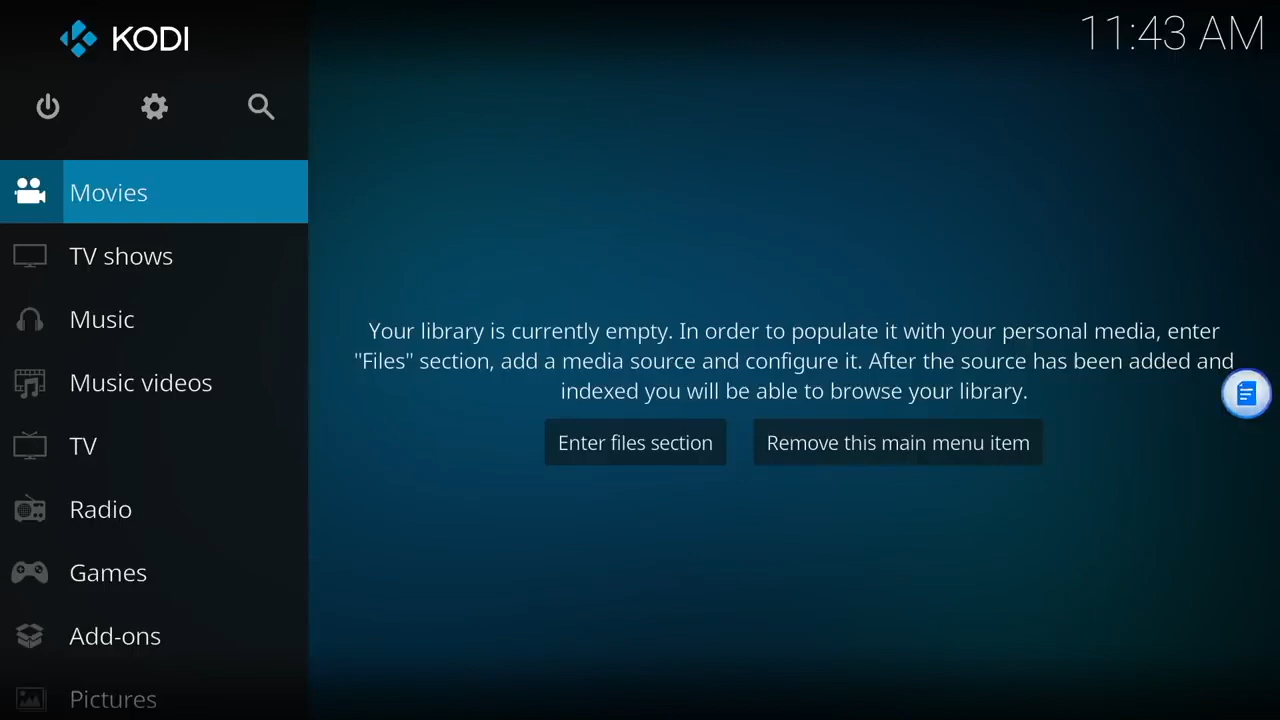 KODI
11:43 AM
Movies
TV shows
Music
Music videos
TV
Radio
Games
Add-ons
Pictures
Your library is currently empty. In order to populate it with your personal media, enter
"Files" section, add a media source and configure it. After the source has been added and
indexed you will be able to browse your library.
Enter files section
Remove this main menu item